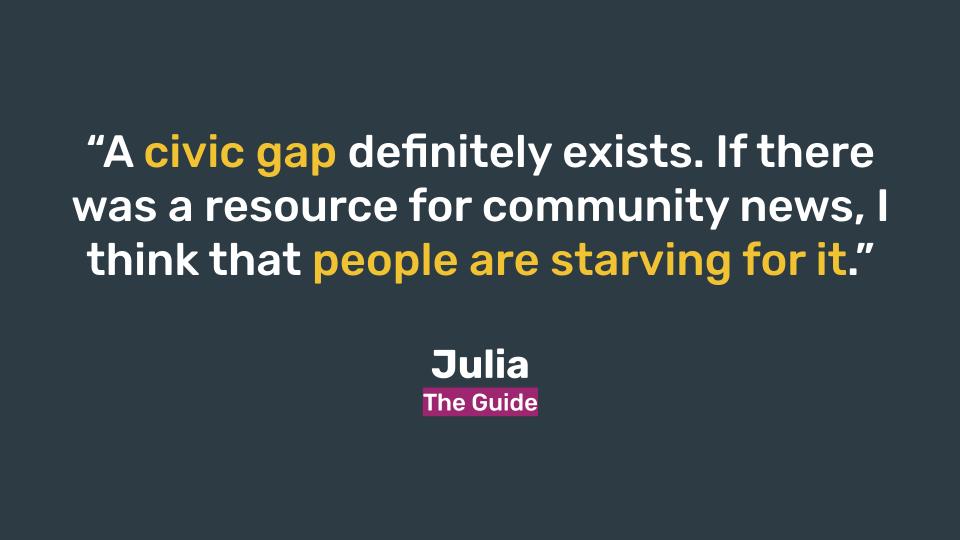 “A civic gap definitely exists. If there
was a resource for community news, I
think that people are starving for it.”
Julia
The Guide